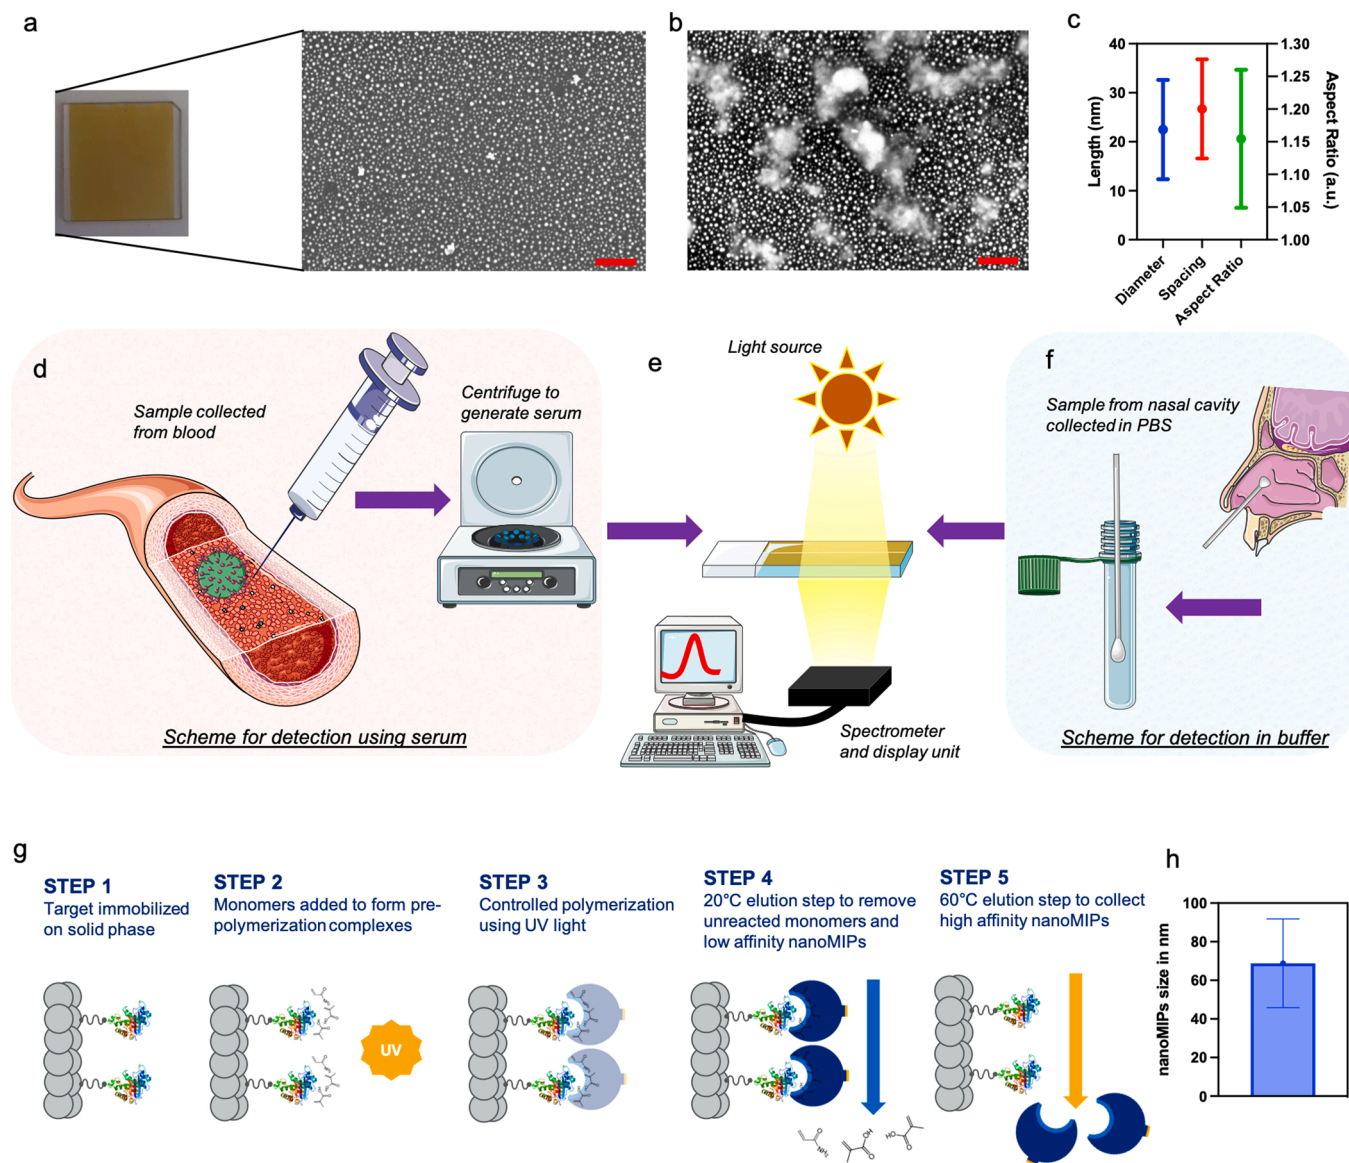 a
b
c
40
30
20
10
0
Length (nm)
1.30
1.25
1.20
1.15
1.10
1.05
1.00
Aspect Ratio (a.u.)
Diameter
Spacing
Aspect Ratio
d
Sample collected
from blood
Centrifuge to
generate serum
Scheme for detection using serum
e
Light source
Spectrometer
and display unit
f
Sample from nasal cavity
collected in PBS
Scheme for detection in buffer
g
STEP 1
Target immobilized
on solid phase
STEP 2
Monomers added to form pre-
polymerization complexes
UV
STEP 3
Controlled polymerization
using UV light
STEP 4
20°C elution step to remove
unreacted monomers and
low affinity nanoMIPs
O
NH₂
OH
O
HO
O
STEP 5
60°C elution step to collect
high affinity nanoMIPs
h
nanoMIPs size in nm
100
80
60
40
20
0